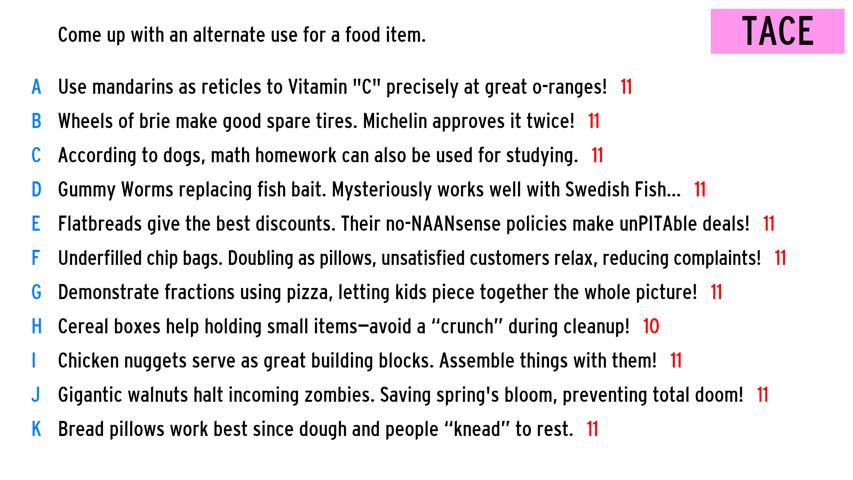 Come up with an alternate use for a food item.
TACE
A Use mandarins as reticles to Vitamin "C" precisely at great o-ranges! 11
B Wheels of brie make good spare tires. Michelin approves it twice! 11
C According to dogs, math homework can also be used for studying. 11
D Gummy Worms replacing fish bait. Mysteriously works well with Swedish Fish... 11
E Flatbreads give the best discounts. Their no-NAANsense policies make unPITAble deals! 11
F Underfilled chip bags. Doubling as pillows, unsatisfied customers relax, reducing complaints! 11
G Demonstrate fractions using pizza, letting kids piece together the whole picture! 11
H Cereal boxes help holding small items—avoid a “crunch” during cleanup! 10
I Chicken nuggets serve as great building blocks. Assemble things with them! 11
J Gigantic walnuts halt incoming zombies. Saving spring's bloom, preventing total doom! 11
K Bread pillows work best since dough and people “knead” to rest. 11